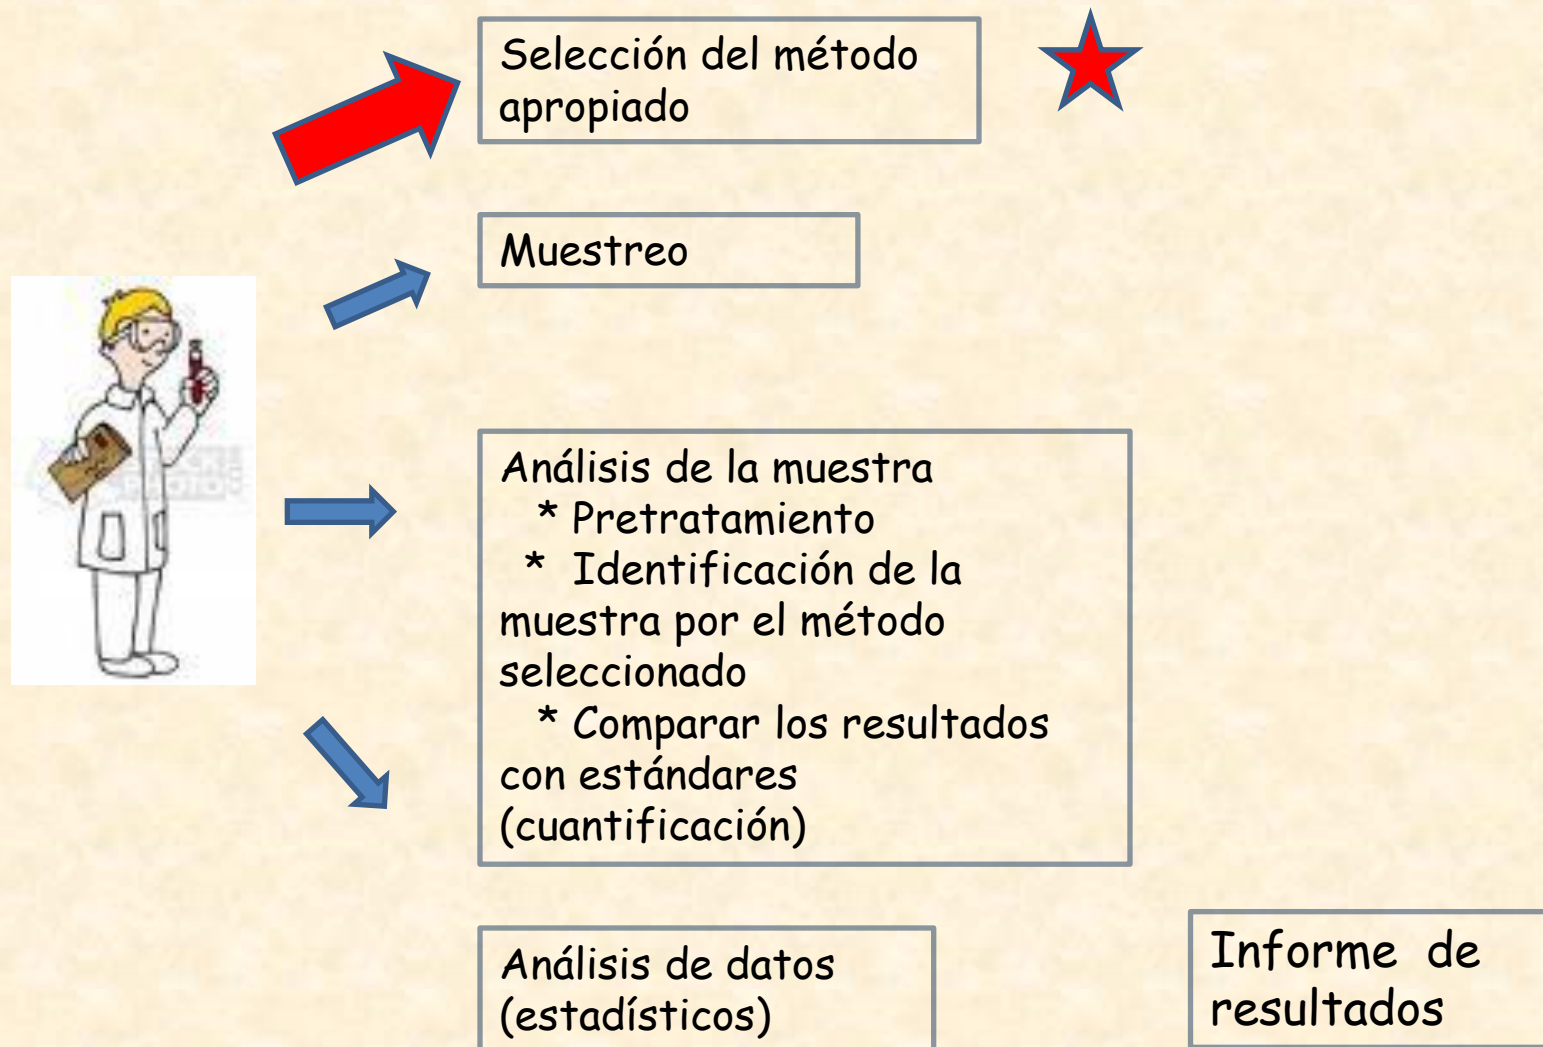 Selección del método
apropiado
Muestreo
Análisis de la muestra
* Pretratamiento
* Identificación de la
muestra por el método
seleccionado
* Comparar los resultados
con estándares
(cuantificación)
Análisis de datos
(estadísticos)
Informe de
resultados